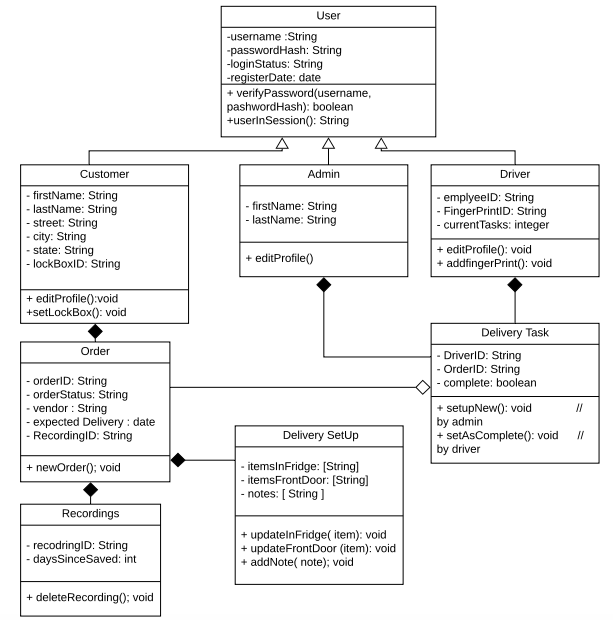 User
-username :String
-passwordHash: String
-loginStatus: String
-registerDate: date
+ verifyPassword(username,
pashwordHash): boolean
+userInSession(): String
Customer
- firstName: String
- lastName: String
- street: String
- city: String
- state: String
- lockBoxID: String
+ editProfile():void
+setLockBox(): void
Admin
- firstName: String
- lastName: String
+ editProfile()
Driver
- emplyeeID: String
- FingerPrintID: String
- currentTasks: integer
+ editProfile(): void
+ addfingerPrint(): void
Order
- orderID: String
- orderStatus: String
- vendor : String
- expected Delivery : date
- RecordingID: String
+ newOrder(); void
Delivery Task
- DriverID: String
- OrderID: String
- complete: boolean
+ setupNew(): void //
by admin
+ setAsComplete(): void //
by driver
Delivery SetUp
- itemsInFridge: [String]
- itemsFrontDoor: [String]
- notes: [ String ]
+ updateInFridge( item): void
+ updateFrontDoor (item): void
+ addNote( note); void
Recordings
- recodringID: String
- daysSinceSaved: int
+ deleteRecording(); void